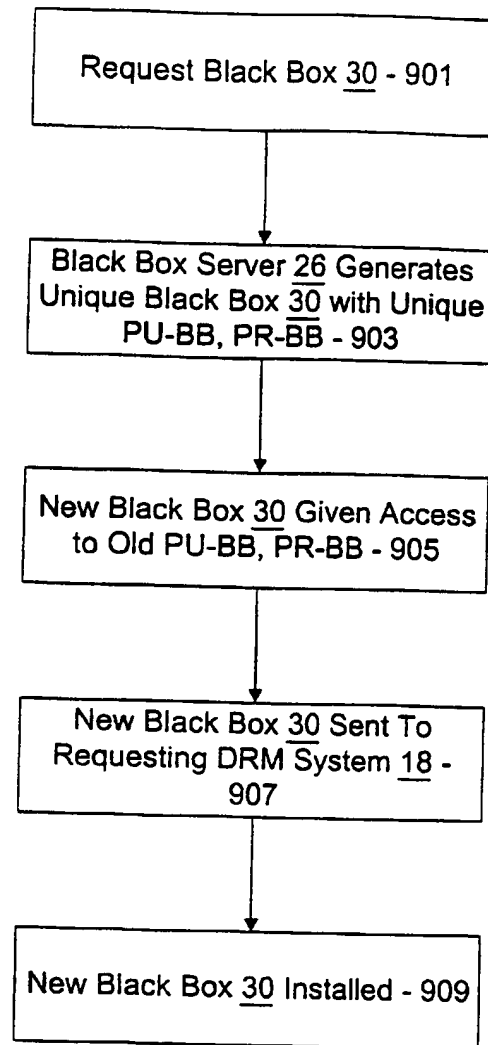 Request Black Box 30 - 901
Black Box Server 26 Generates
Unique Black Box 30 with Unique
PU-BB, PR-BB - 903
New Black Box 30 Given Access
to Old PU-BB, PR-BB - 905
New Black Box 30 Sent To
Requesting DRM System 18 -
907
New Black Box 30 Installed - 909